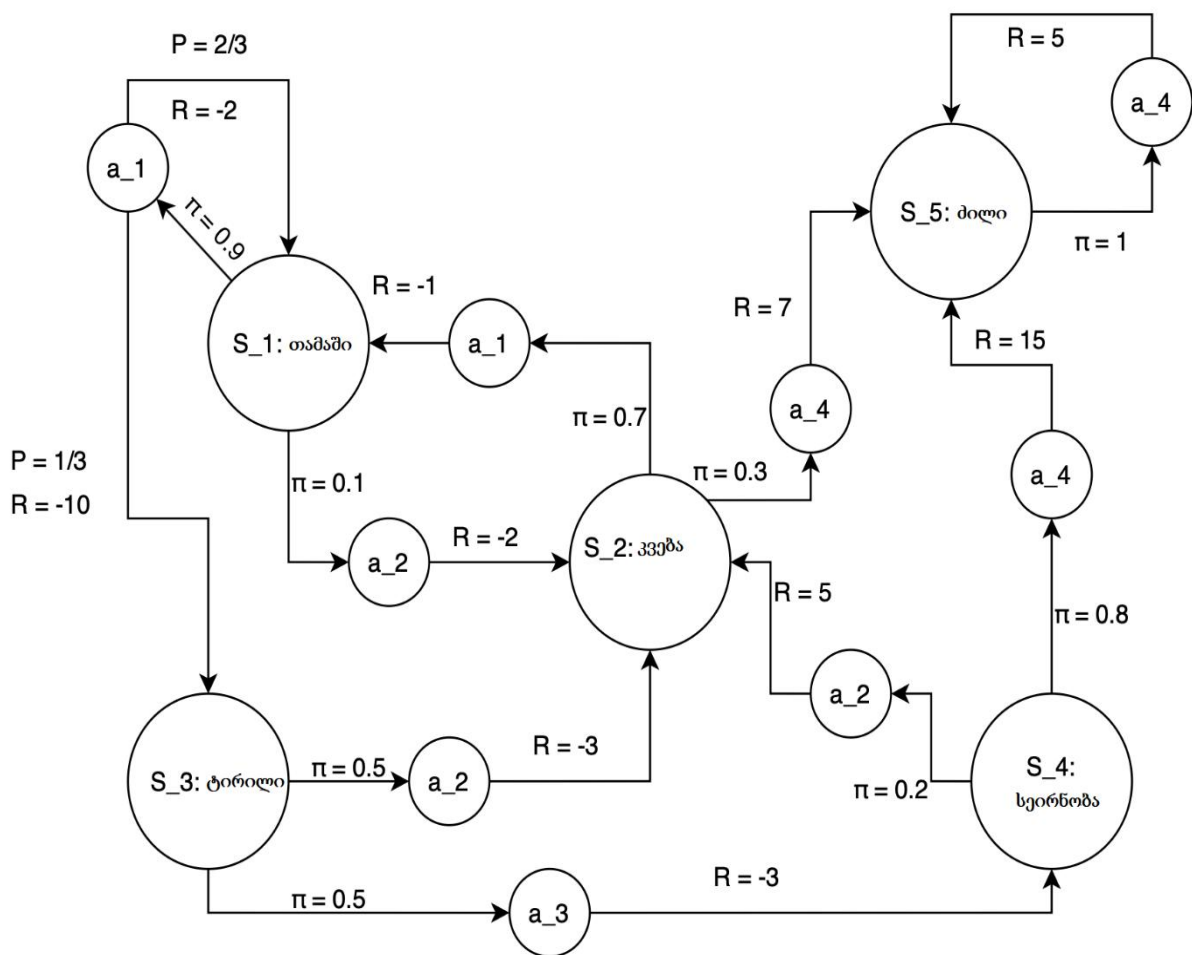 P = 2/3
R = -2
a_1
π = 0.9
S_1: თამაში
R = -1
a_1
π = 0.7
π = 0.1
a_2
R = -2
S_2: კვება
P = 1/3
R = -10
S_3: ტირილი
π = 0.5
a_2
R = -3
π = 0.5
a_3
R = -3
R = 5
a_4
S_5: ძილი
π = 1
R = 7
a_4
π = 0.3
R = 15
a_4
π = 0.8
R = 5
a_2
π = 0.2
S_4:
სეირნობა